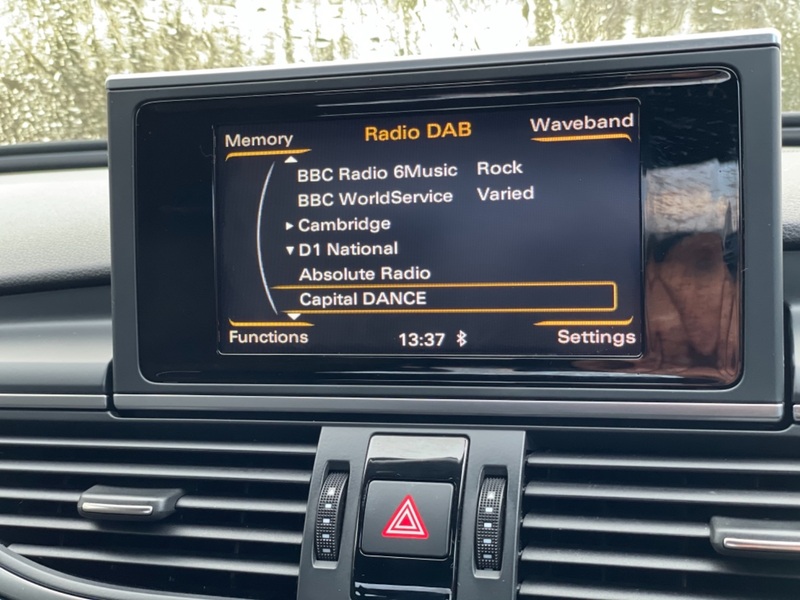 Memory
Radio DAB
Waveband
BBC Radio 6Music Rock
BBC WorldService Varied
Cambridge
D1 National
Absolute Radio
Capital DANCE
Functions
13:37
Settings